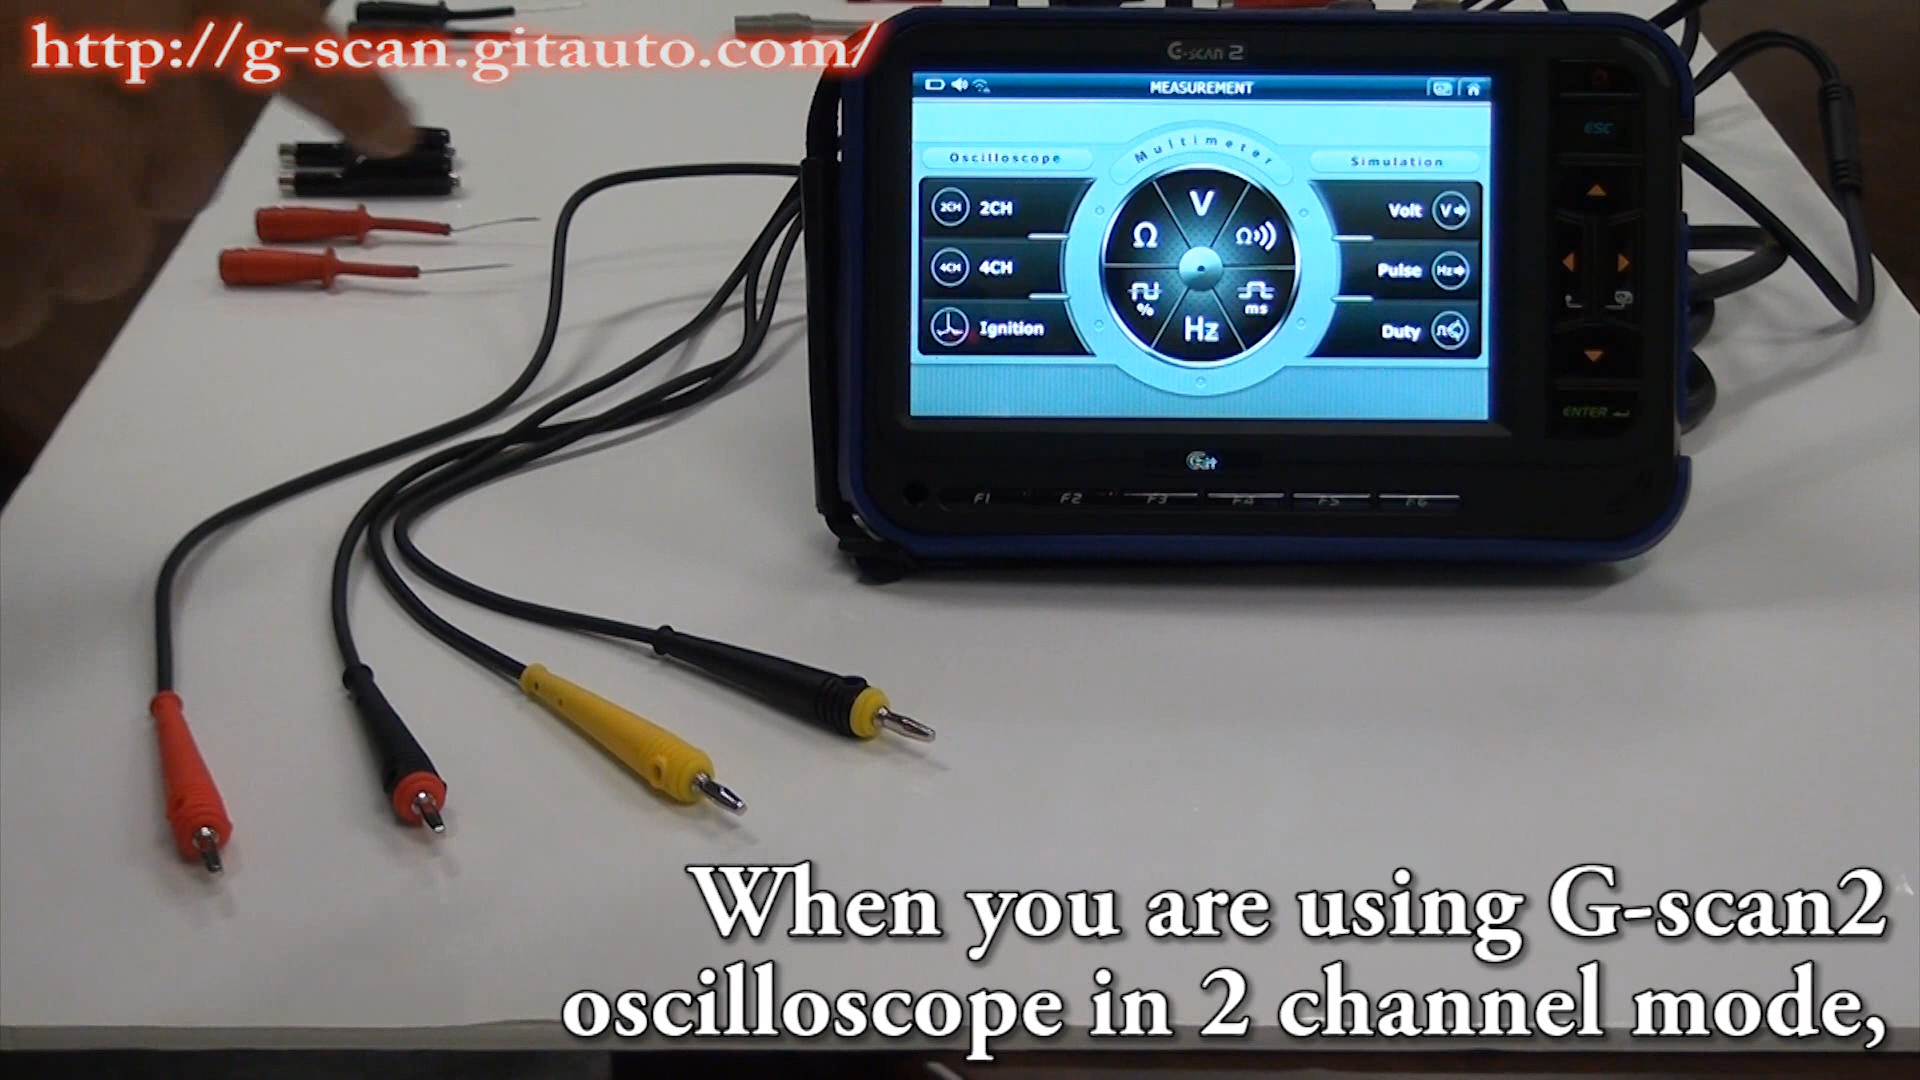 http://g-scan.gitauto.com/
G-scan 2
MEASUREMENT
Oscilloscope
Multimeter
Simulation
2CH 2CH
4CH 4CH
Ignition
V
Ω
Ω
%
ms
Hz
Volt V
Pulse Hz
Duty
ESC
ENTER
Git
F1 F2 F3 F4 F5 F6
When you are using G-scan2
oscilloscope in 2 channel mode,